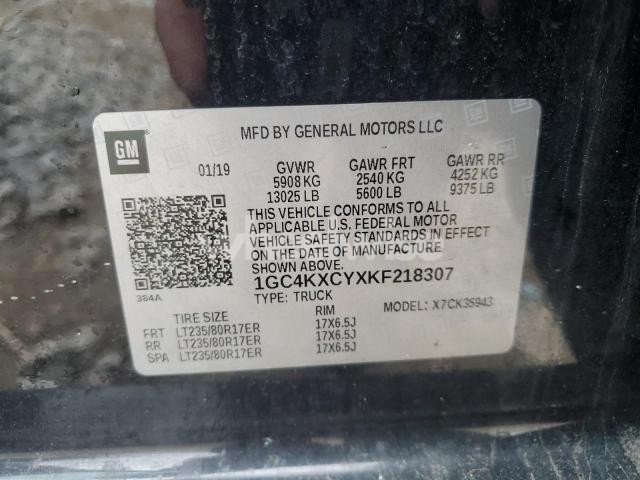 MFD BY GENERAL MOTORS LLC
GM
01/19 GVWR GAWR FRT GAWR RR
5908 KG 2540 KG 4252 KG
13025 LB 5600 LB 9375 LB
THIS VEHICLE CONFORMS TO ALL
APPLICABLE U.S. FEDERAL MOTOR
VEHICLE SAFETY STANDARDS IN EFFECT
ON THE DATE OF MANUFACTURE
SHOWN ABOVE.
384A
1GC4KXCYXKF218307
TYPE: TRUCK MODEL: X7CK35943
TIRE SIZE RIM
FRT LT235/80R17ER 17X6.5J
RR LT235/80R17ER 17X6.5J
SPA LT235/80R17ER 17X6.5J